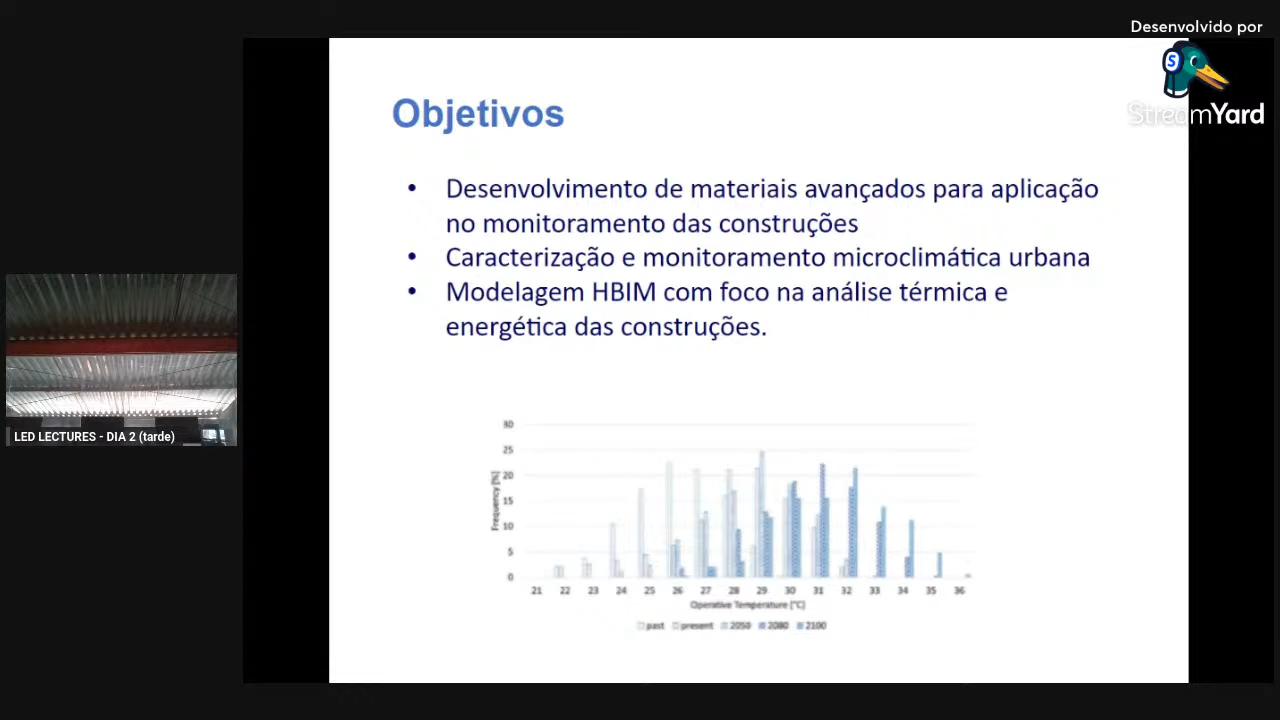 Desenvolvido por
StreamYard
Objetivos
• Desenvolvimento de materiais avançados para aplicação
no monitoramento das construções
• Caracterização e monitoramento microclimática urbana
• Modelagem HBIM com foco na análise térmica e
energética das construções.
LED LECTURES - DIA 2 (tarde)
30
25
20
15
10
5
0
Frequency [%]
21 22 23 24 25 26 27 28 29 30 31 32 33 34 35 36
Operative Temperature [°C]
past present 2050 2080 2100